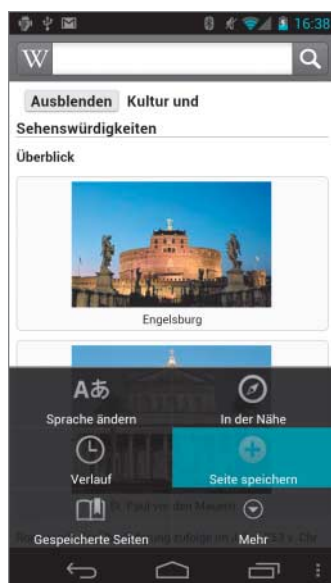 16:38
W
Ausblenden Kultur und
Sehenswürdigkeiten
Überblick
Engelsburg
Aあ
Sprache ändern
In der Nähe
Verlauf
Seite speichern
St. Paul vor den Mauern
Gespeicherte Seiten
Mehr